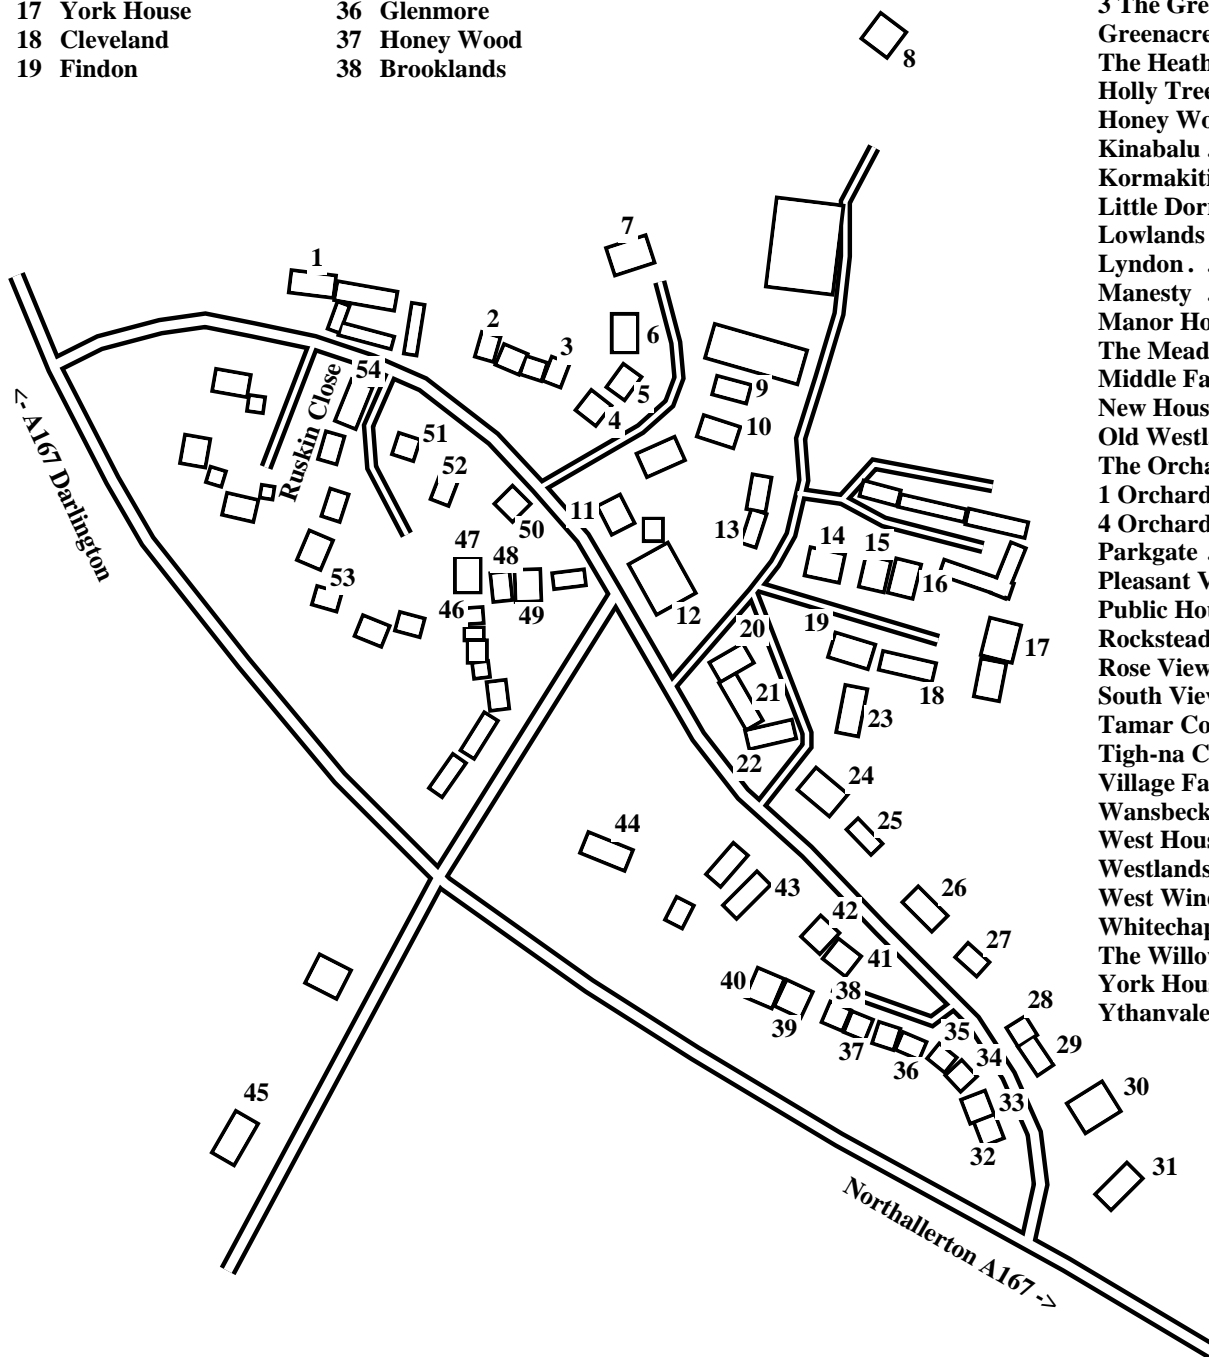 17 York House
18 Cleveland
19 Findon
36 Glenmore
37 Honey Wood
38 Brooklands
3 The Gre
Greenacre
The Heath
Holly Tree
Honey Wo
Kinabalu .
Kormakiti
Little Dor
Lowlands
Lyndon . .
Manesty .
Manor Ho
The Mead
Middle Fa
New Hous
Old Westl
The Orcha
1 Orchard
4 Orchard
Parkgate .
Pleasant V
Public Hou
Rockstead
Rose View
South View
Tamar Co
Tigh-na C
Village Fa
Wansbeck
West Hous
Westlands
West Wind
Whitechap
The Willow
York Hous
Ythanvale
8
7
1
2
3
6
5
4
9
10
54
51
52
50
11
13
14
15
16
12
47
48
49
46
53
20
19
17
18
21
22
23
24
25
26
27
28
29
30
31
44
43
42
41
40
39
38
37
36
35
34
33
32
45
Ruskin Close
<- A167 Darlington
Northallerton A167 ->